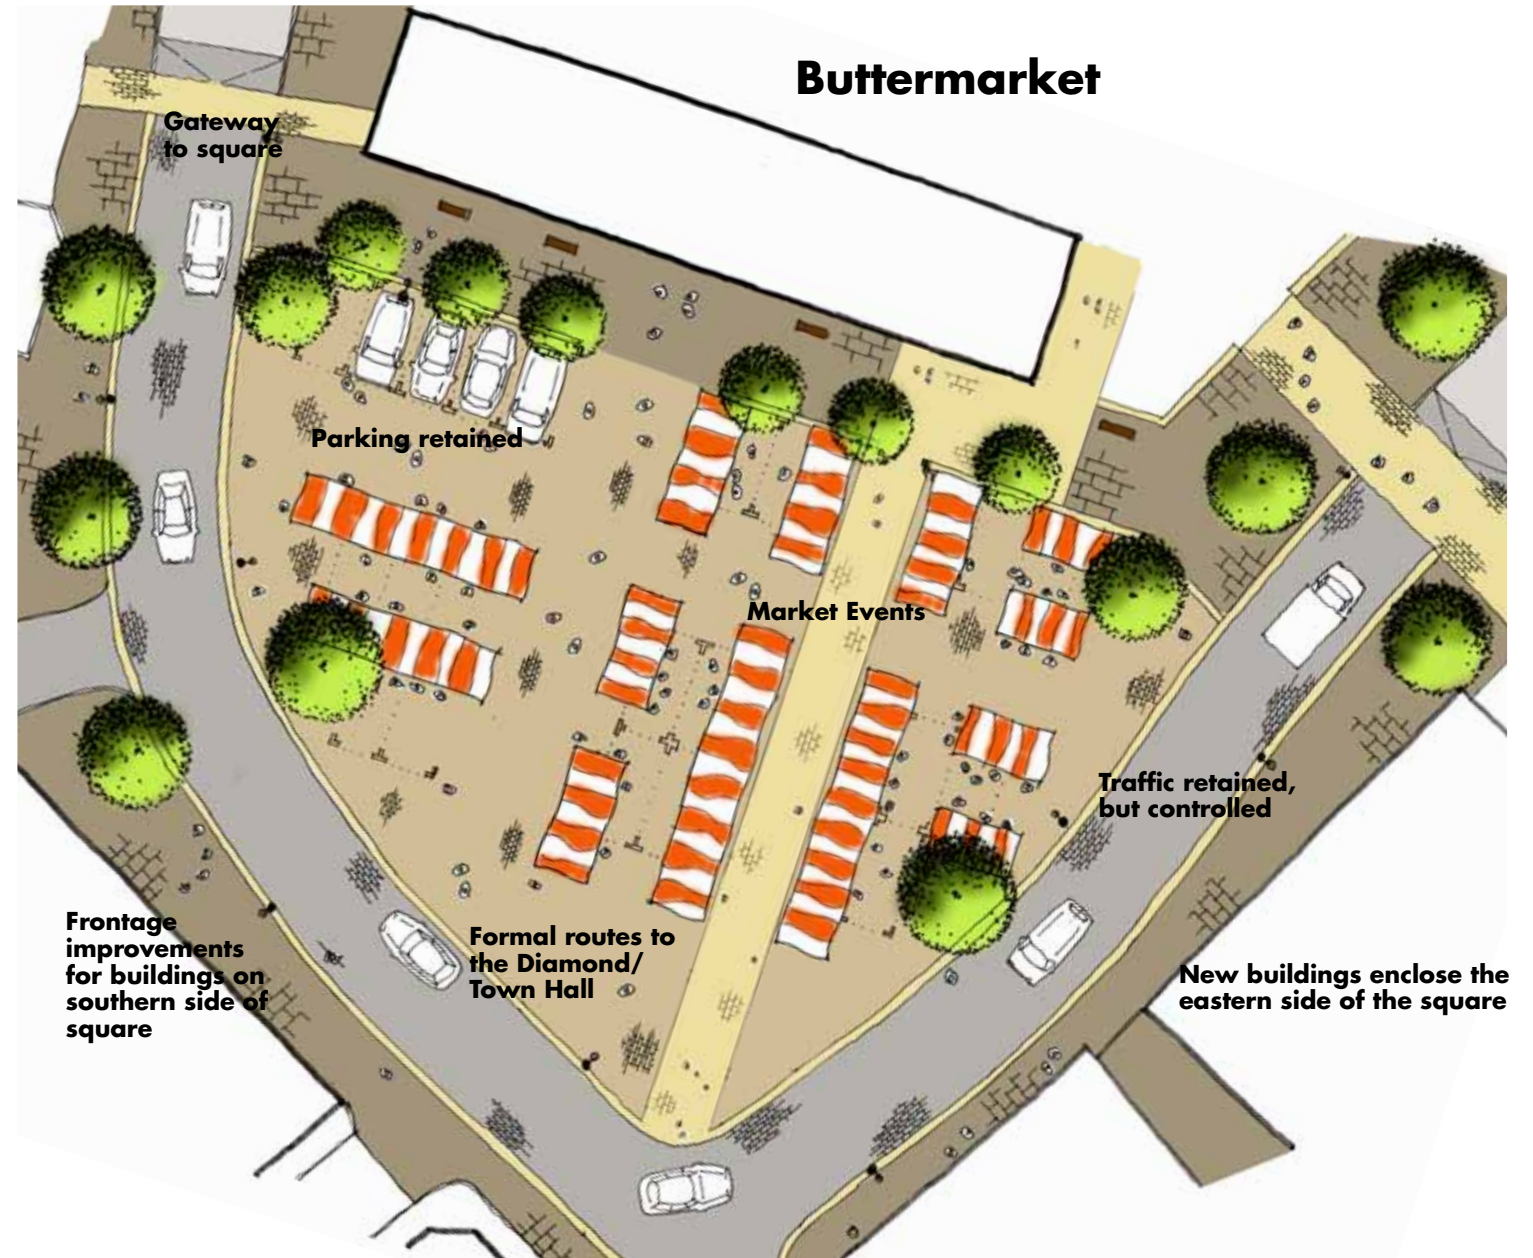 Buttermarket
Gateway
to square
Parking retained
Market Events
Traffic retained,
but controlled
Frontage
improvements
for buildings on
southern side of
square
Formal routes to
the Diamond/
Town Hall
New buildings enclose the
eastern side of the square